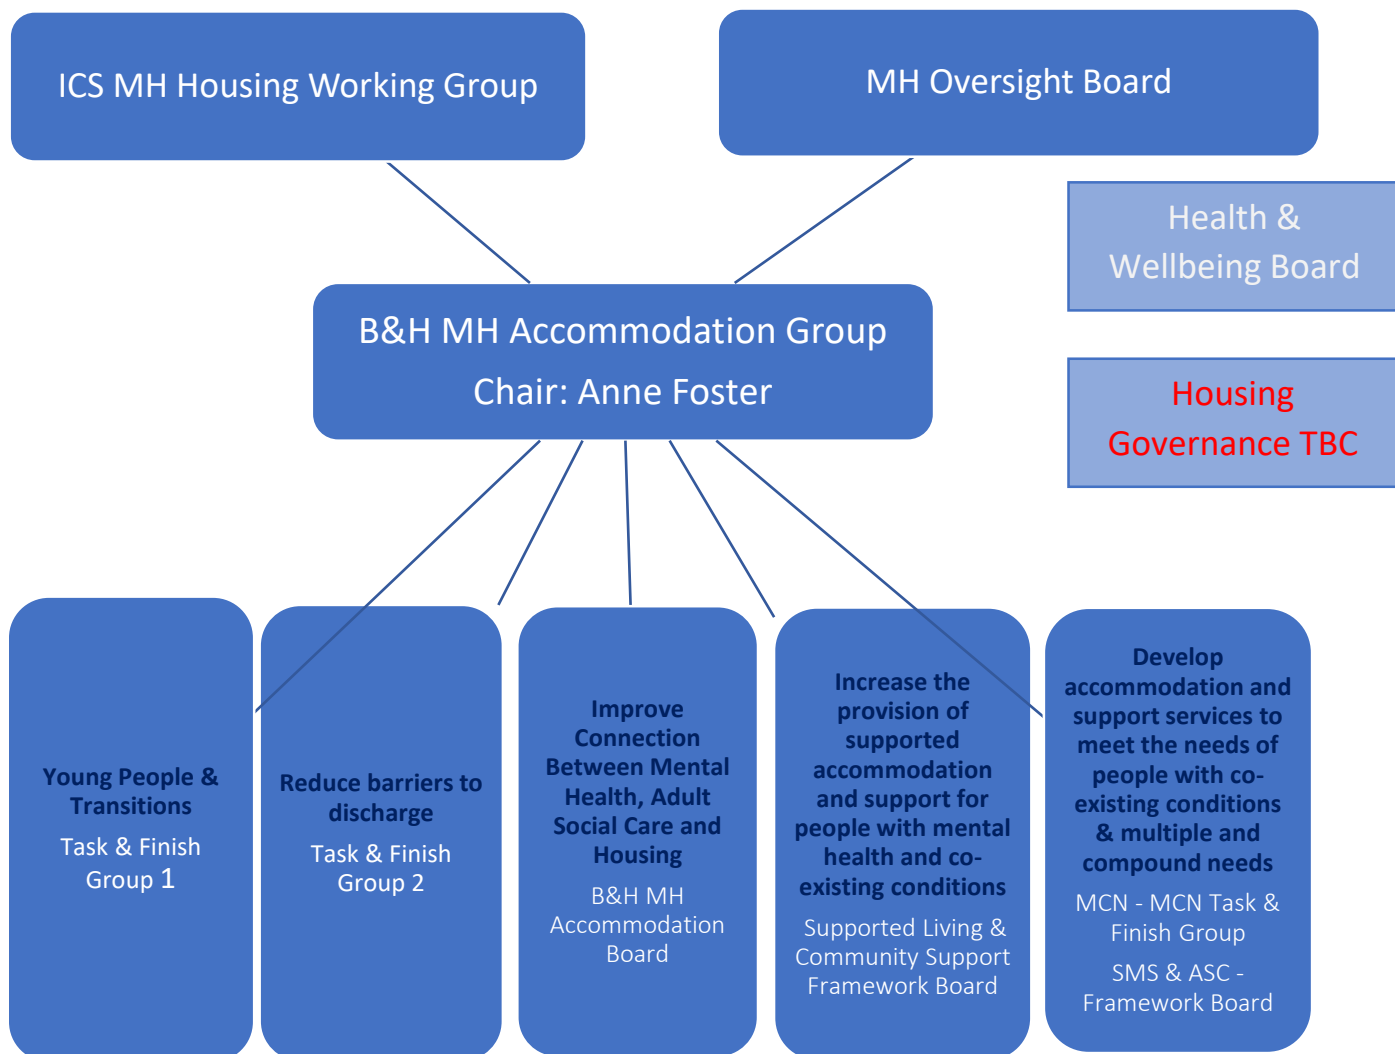 ICS MH Housing Working Group
MH Oversight Board
Health &
Wellbeing Board
B&H MH Accommodation Group
Chair: Anne Foster
Housing
Governance TBC
Young People &
Transitions
Task & Finish
Group 1
Reduce barriers to
discharge
Task & Finish
Group 2
Improve
Connection
Between Mental
Health, Adult
Social Care and
Housing
B&H MH
Accommodation
Board
Increase the
provision of
supported
accommodation
and support for
people with mental
health and co-
existing conditions
Supported Living &
Community Support
Framework Board
Develop
accommodation and
support services to
meet the needs of
people with co-
existing conditions
& multiple and
compound needs
MCN - MCN Task &
Finish Group
SMS & ASC -
Framework Board